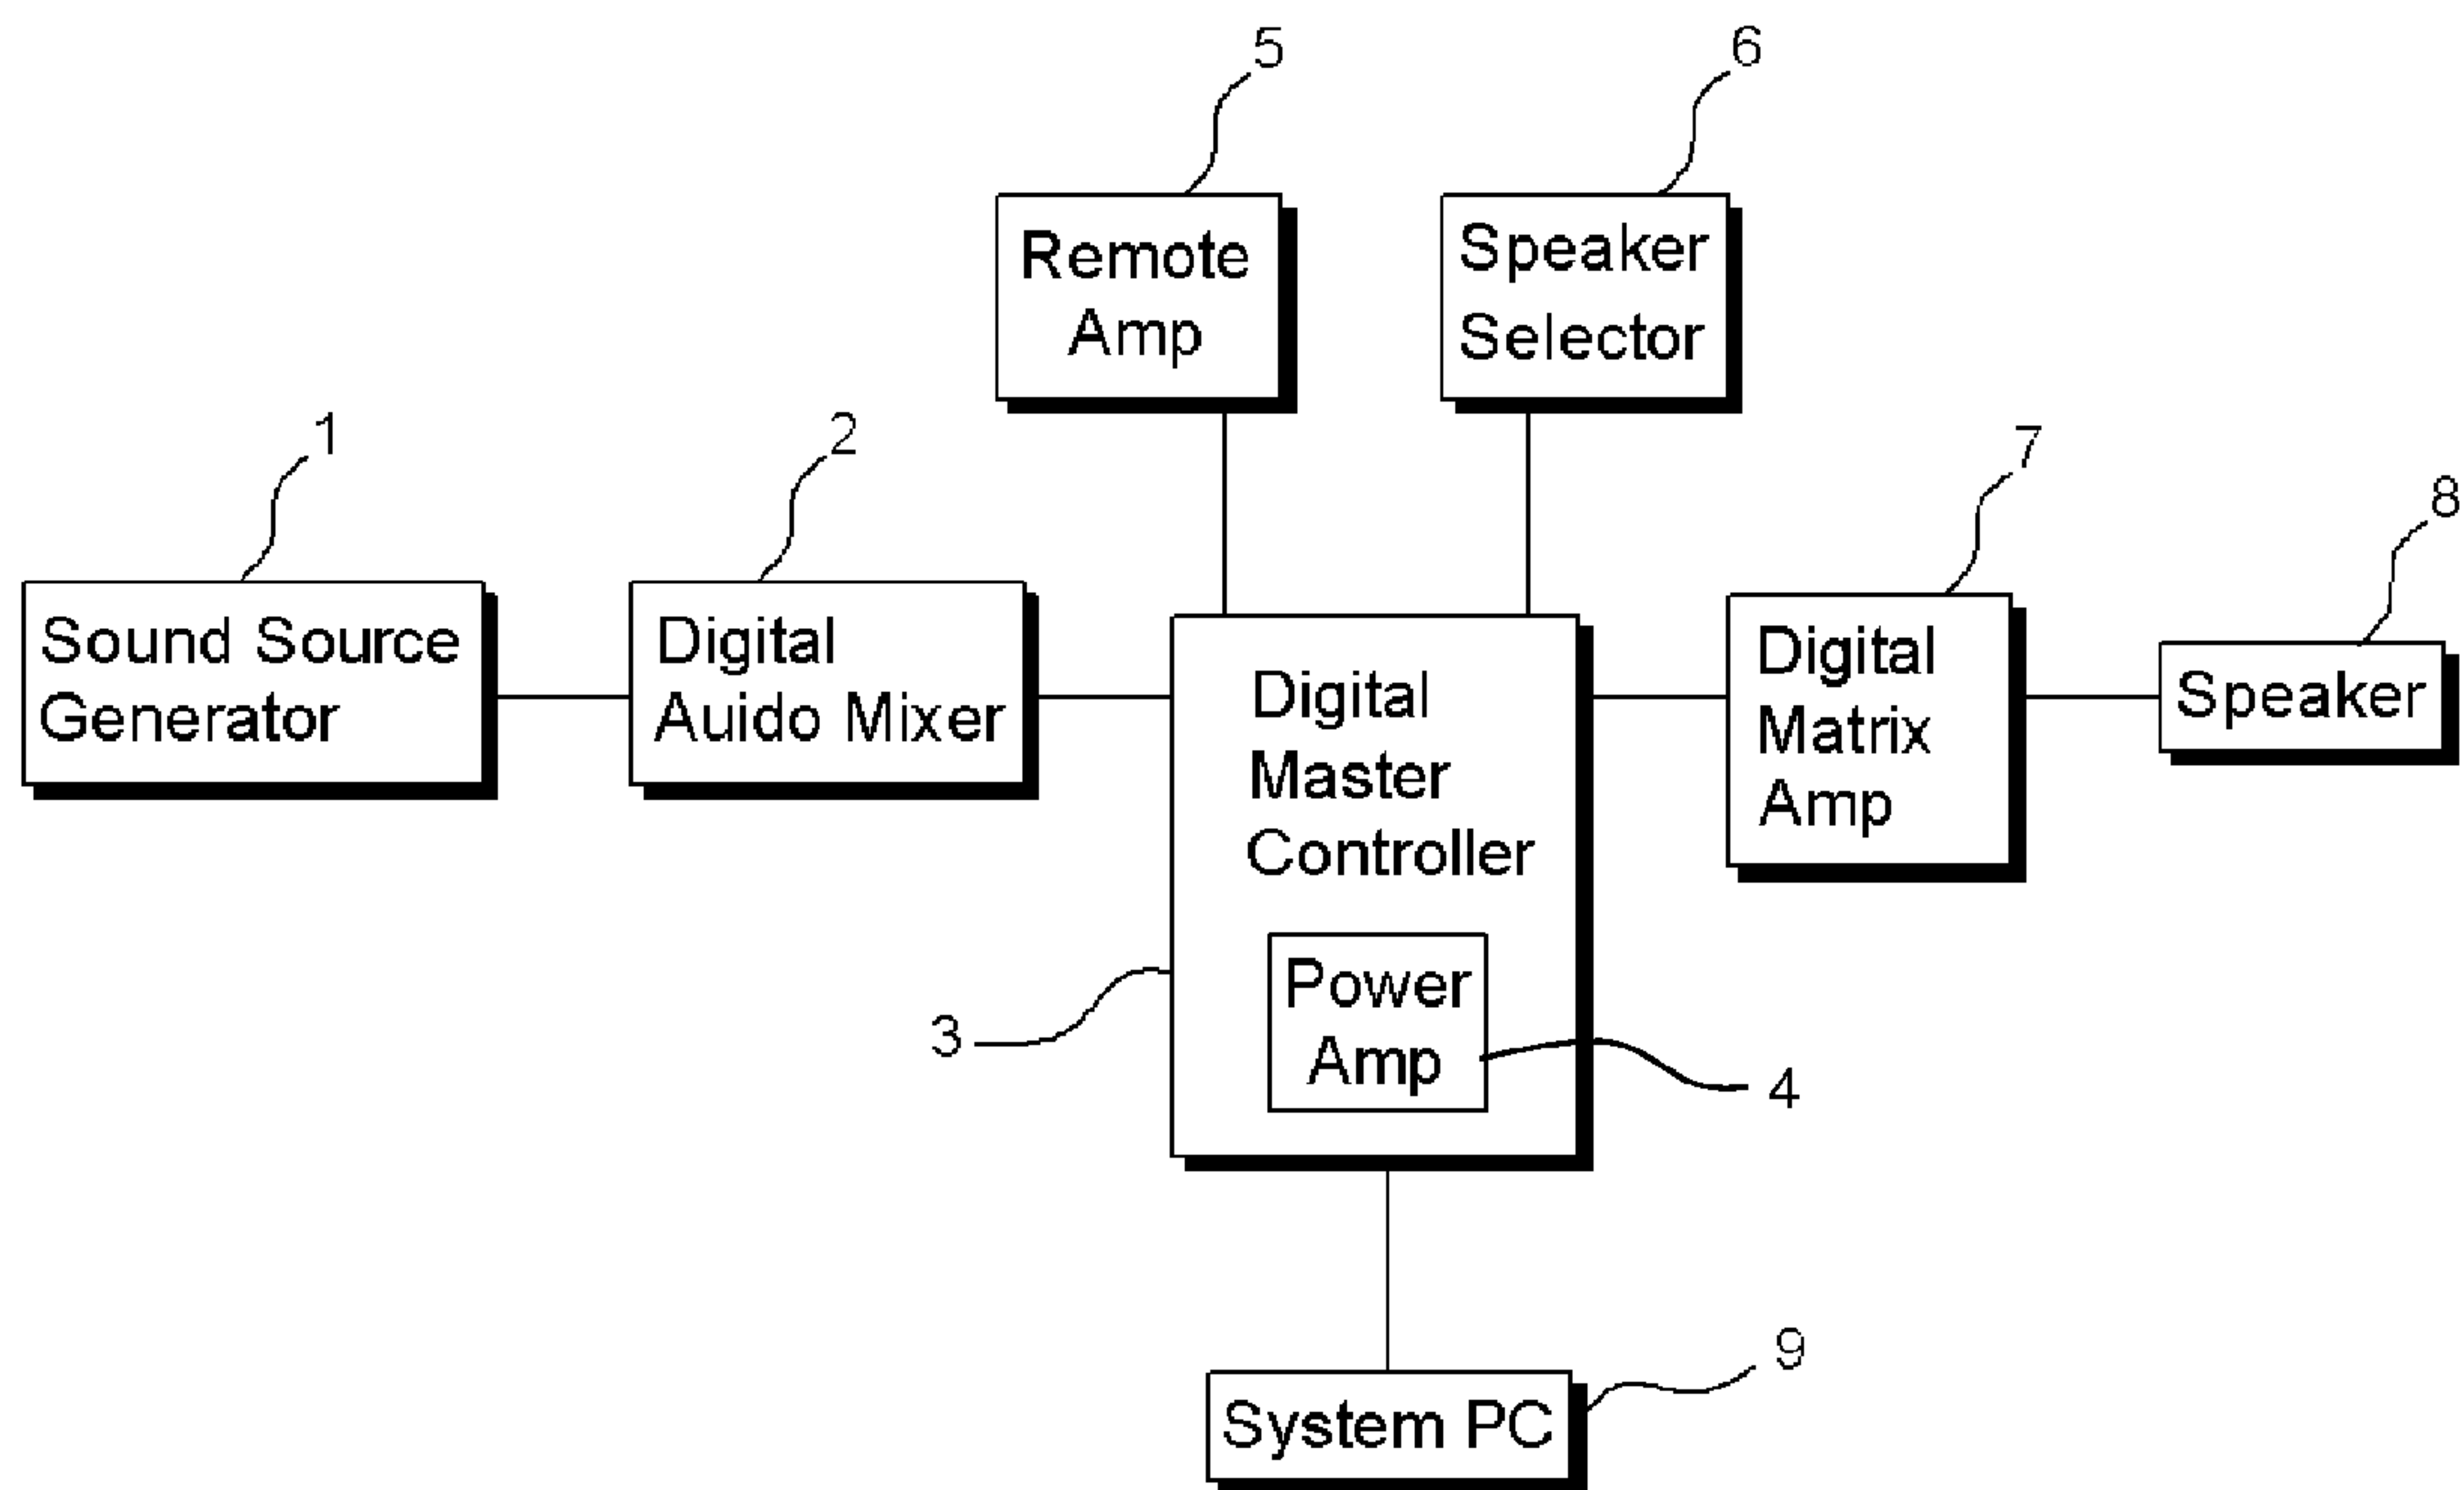 5
6
Remote
Amp
Speaker
Selector
1
2
7
8
Sound Source
Generator
Digital
Auido Mixer
Digital
Master
Controller
Digital
Matrix
Amp
Speaker
Power
Amp
3
4
9
System PC